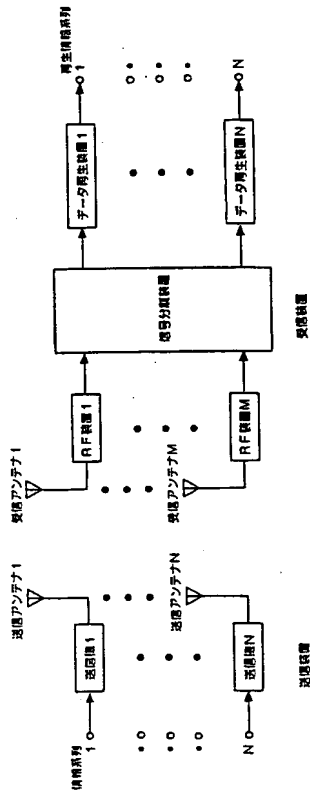 情報系列
1
N
送信機1
送信機N
送信アンテナ1
送信アンテナN
送信装置
受信アンテナ1
受信アンテナM
RF装置1
RF装置M
信号分離装置
データ再生装置1
データ再生装置N
再生情報系列
1
N
受信装置